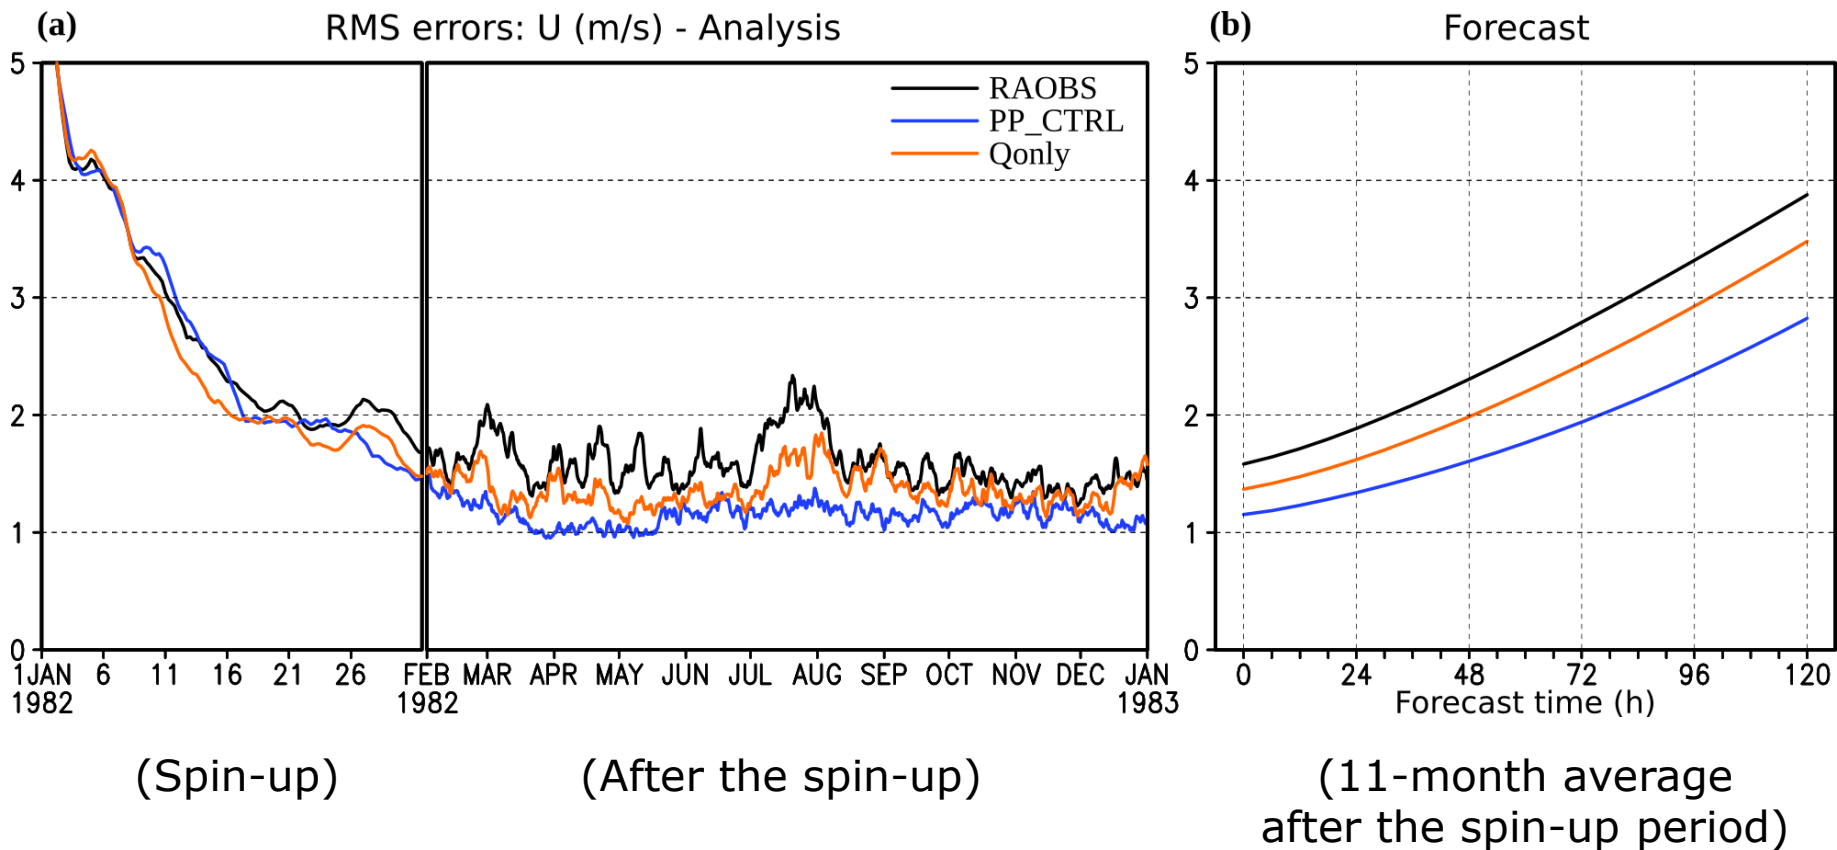 (a) RMS errors: U (m/s) - Analysis
5
4
3
2
1
0
RAOBS
PP_CTRL
Qonly
1JAN 6 11 16 21 26 FEB MAR APR MAY JUN JUL AUG SEP OCT NOV DEC JAN
1982 1982 1983
(Spin-up) (After the spin-up)
(b) Forecast
5
4
3
2
1
0
0 24 48 72 96 120
Forecast time (h)
(11-month average
after the spin-up period)